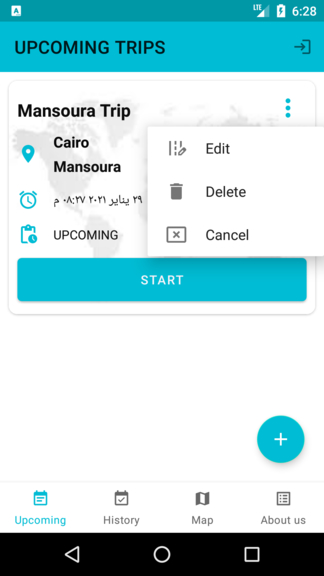 LTE 6:28
UPCOMING TRIPS
Mansoura Trip
Cairo
Mansoura
٢٩ يناير ٢٠٢١ ٠٨:٢٧ م
UPCOMING
Edit
Delete
Cancel
START
Upcoming
History
Map
About us